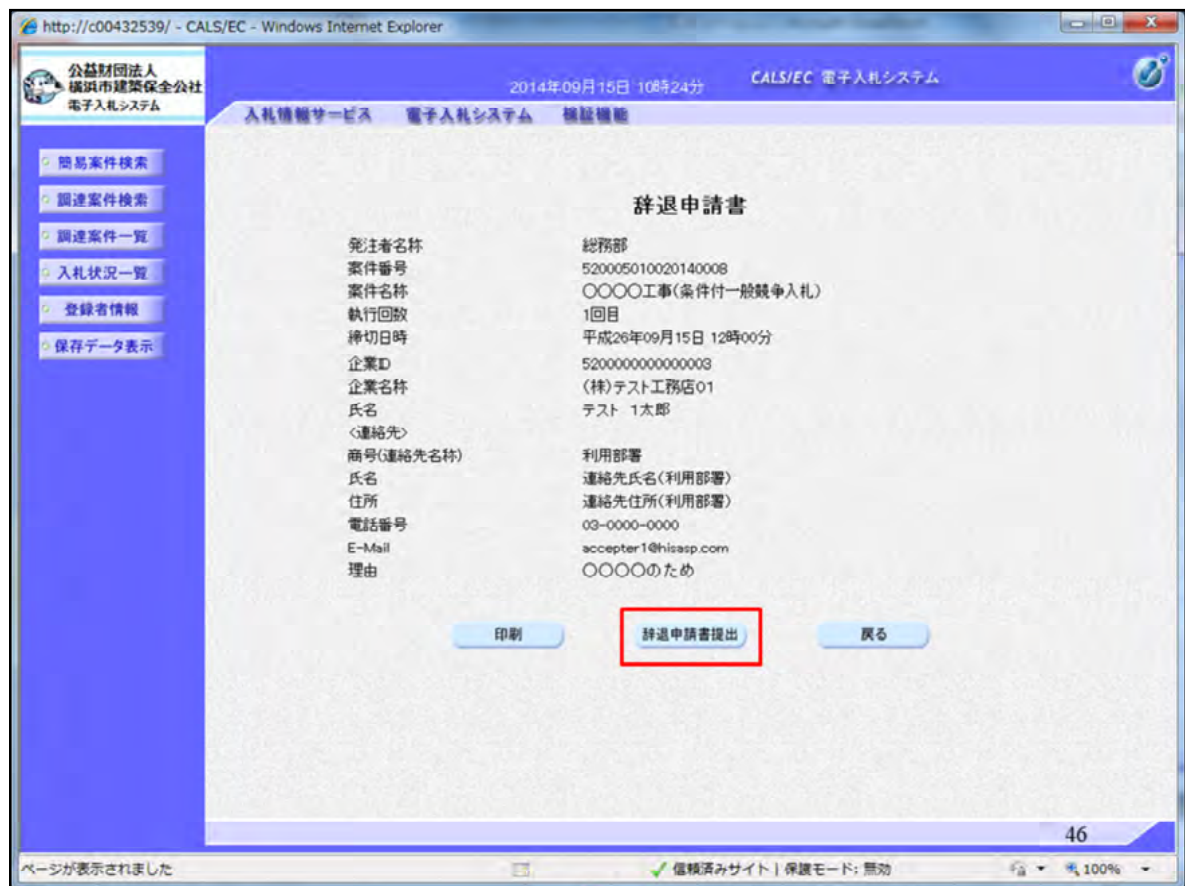 http://c00432539/ - CALS/EC - Windows Internet Explorer
公益財団法人
横浜市建築保全公社
電子入札システム
2014年09月15日 10時24分
CALS/EC 電子入札システム
入札情報サービス 電子入札システム 検証機能
簡易案件検索
調達案件検索
調達案件一覧
入札状況一覧
登録者情報
保存データ表示
辞退申請書
発注者名称 総務部
案件番号 520005010020140008
案件名称 〇〇〇〇工事(条件付一般競争入札)
執行回数 1回目
締切日時 平成26年09月15日 12時00分
企業ID 5200000000000003
企業名称 (株)テスト工務店01
氏名 テスト 1太郎
<連絡先>
商号(連絡先名称) 利用部署
氏名 連絡先氏名(利用部署)
住所 連絡先住所(利用部署)
電話番号 03-0000-0000
E-Mail accepter1@hisasp.com
理由 〇〇〇〇のため
印刷 辞退申請書提出 戻る
46
ページが表示されました 信頼済みサイト | 保護モード: 無効 100%